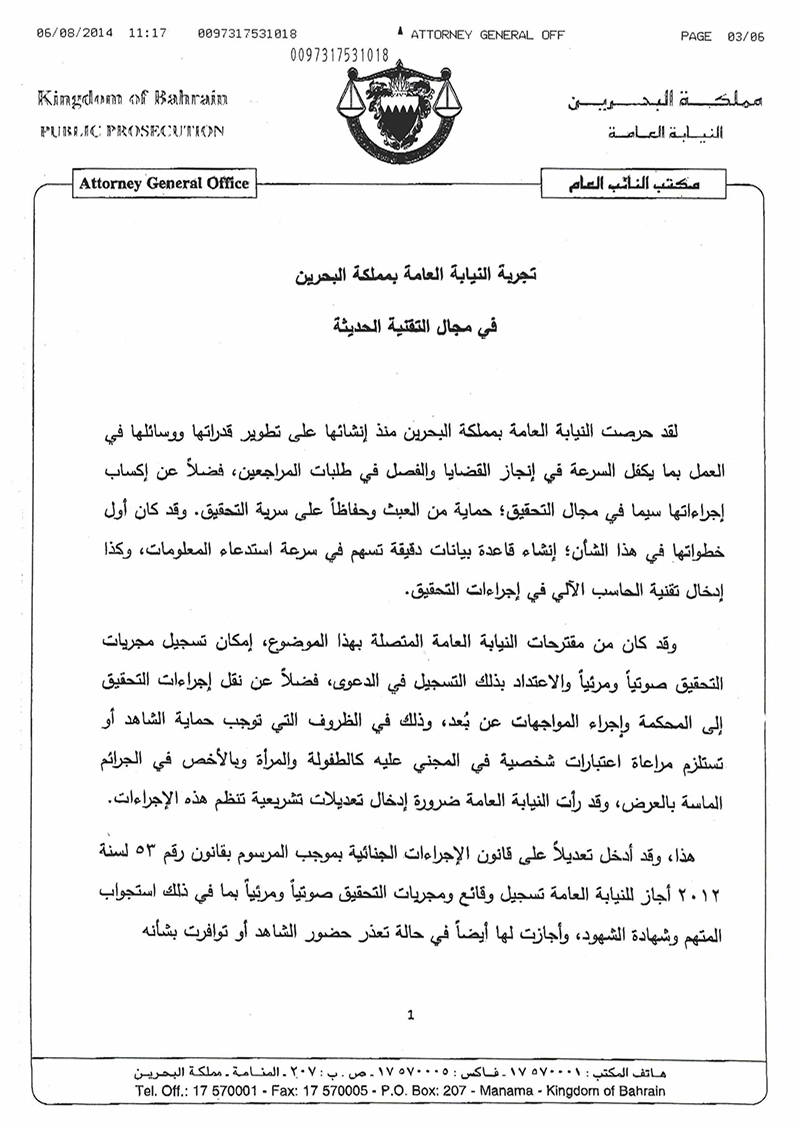 06/08/2014 11:17 0097317531018 ATTORNEY GENERAL OFF PAGE 03/06
0097317531018
Kingdom of Bahrain
مملكة البحرين
PUBLIC PROSECUTION
النيابة العامة
Attorney General Office
مكتب النائب العام
تجربة النيابة العامة بمملكة البحرين
في مجال التقنية الحديثة
لقد حرصت النيابة العامة بمملكة البحرين منذ إنشائها على تطوير قدراتها ووسائلها في
العمل بما يكفل السرعة في إنجاز القضايا والفصل في طلبات المراجعين، فضلاً عن إكساب
إجراءاتها سيما في مجال التحقيق؛ حماية من العبث وحفاظاً على سرية التحقيق. وقد كان أول
خطواتها في هذا الشأن؛ إنشاء قاعدة بيانات دقيقة تسهم في سرعة استدعاء المعلومات، وكذا
إدخال تقنية الحاسب الآلي في إجراءات التحقيق.
وقد كان من مقترحات النيابة العامة المتصلة بهذا الموضوع، إمكان تسجيل مجريات
التحقيق صوتياً ومرئياً والاعتداد بذلك التسجيل في الدعوى، فضلاً عن نقل إجراءات التحقيق
إلى المحكمة وإجراء المواجهات عن بُعد، وذلك في الظروف التي توجب حماية الشاهد أو
تستلزم مراعاة اعتبارات شخصية في المجني عليه كالطفولة والمرأة وبالأخص في الجرائم
الماسة بالعرض، وقد رأت النيابة العامة ضرورة إدخال تعديلات تشريعية تنظم هذه الإجراءات.
هذا، وقد أدخل تعديلاً على قانون الإجراءات الجنائية بموجب المرسوم بقانون رقم ٥٣ لسنة
٢٠١٢ أجاز للنيابة العامة تسجيل وقائع ومجريات التحقيق صوتياً ومرئياً بما في ذلك استجواب
المتهم وشهادة الشهود، وأجازت لها أيضاً في حالة تعذر حضور الشاهد أو توافرت بشأنه
1
هاتف المكتب : ١٧٥٧٠٠٠١ - فاكس : ١٧٥٧٠٠٠٥ - ص . ب : ٢٠٧ - المنامة - مملكة البحرين
Tel. Off.: 17 570001 - Fax: 17 570005 - P.O. Box: 207 - Manama - Kingdom of Bahrain